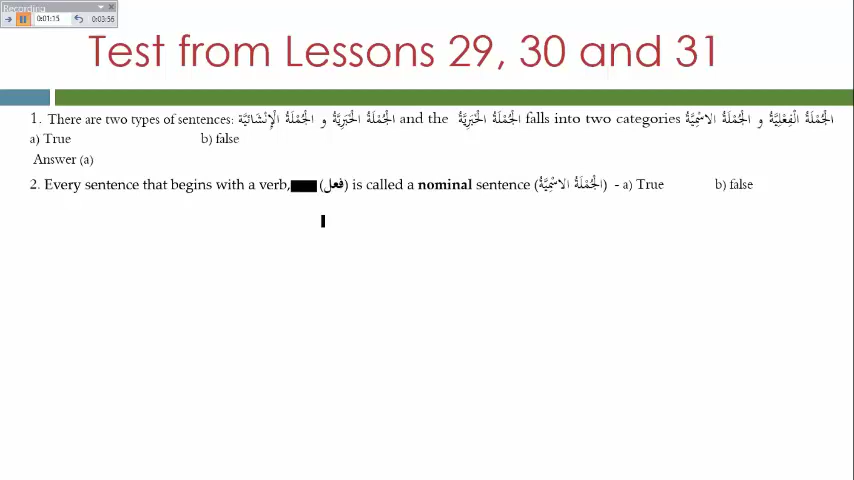 Recording
0:01:15
0:03:56
Test from Lessons 29, 30 and 31
1. There are two types of sentences: الْجُمْلَةُ الْخَبَرِيَّةُ و الْجُمْلَةُ الْإِنْشَائِيَّة and the الْجُمْلَةُ الْخَبَرِيَّةُ falls into two categories الْجُمْلَةُ الْفِعْلِيَّةُ و الْجُمْلَةُ الاسْمِيَّةُ
a) True b) false
Answer (a)
2. Every sentence that begins with a verb, (فعل) is called a nominal sentence (الْجُمْلَةُ الاسْمِيَّةُ) - a) True b) false